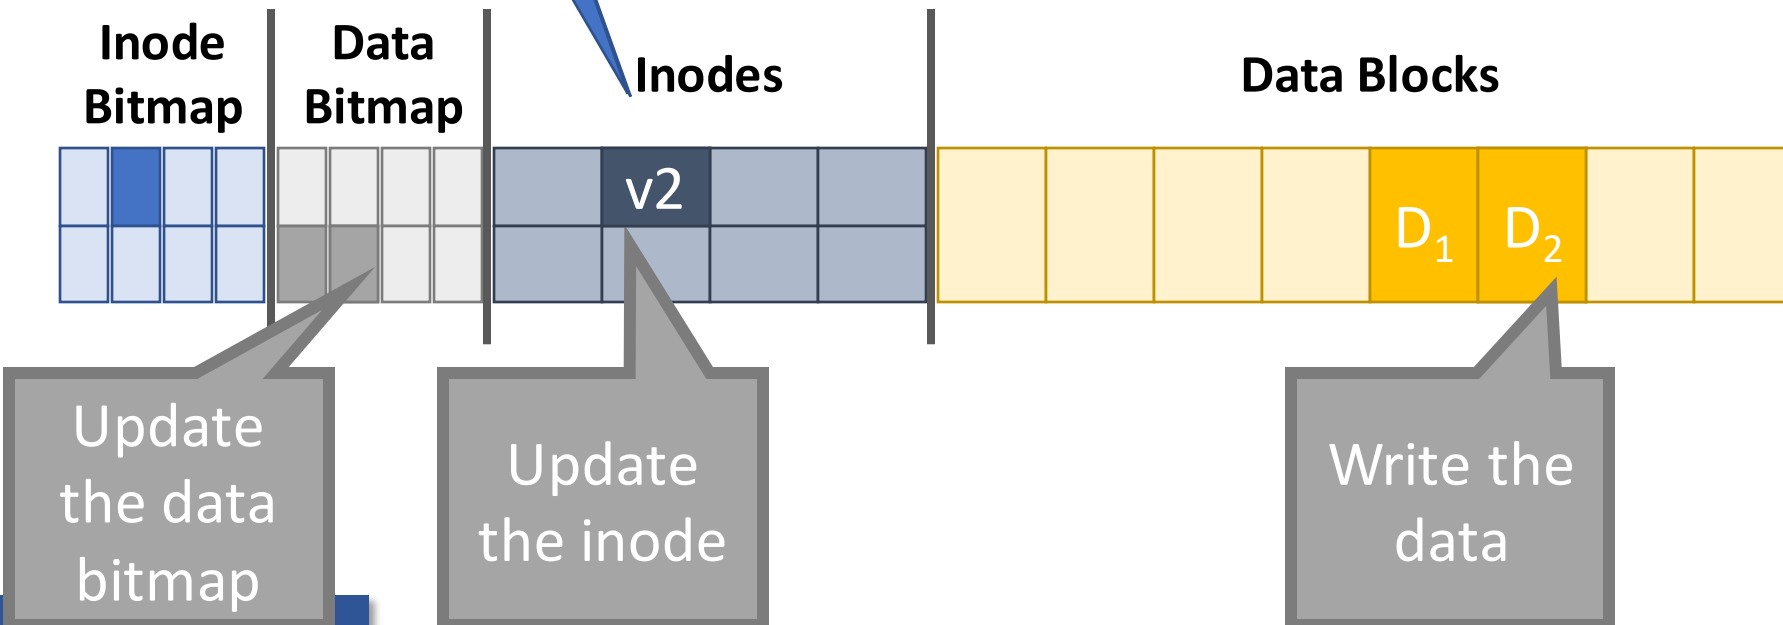 Inode
Bitmap
Data
Bitmap
Inodes
Data Blocks
v2
D1
D2
Update
the data
bitmap
Update
the inode
Write the
data